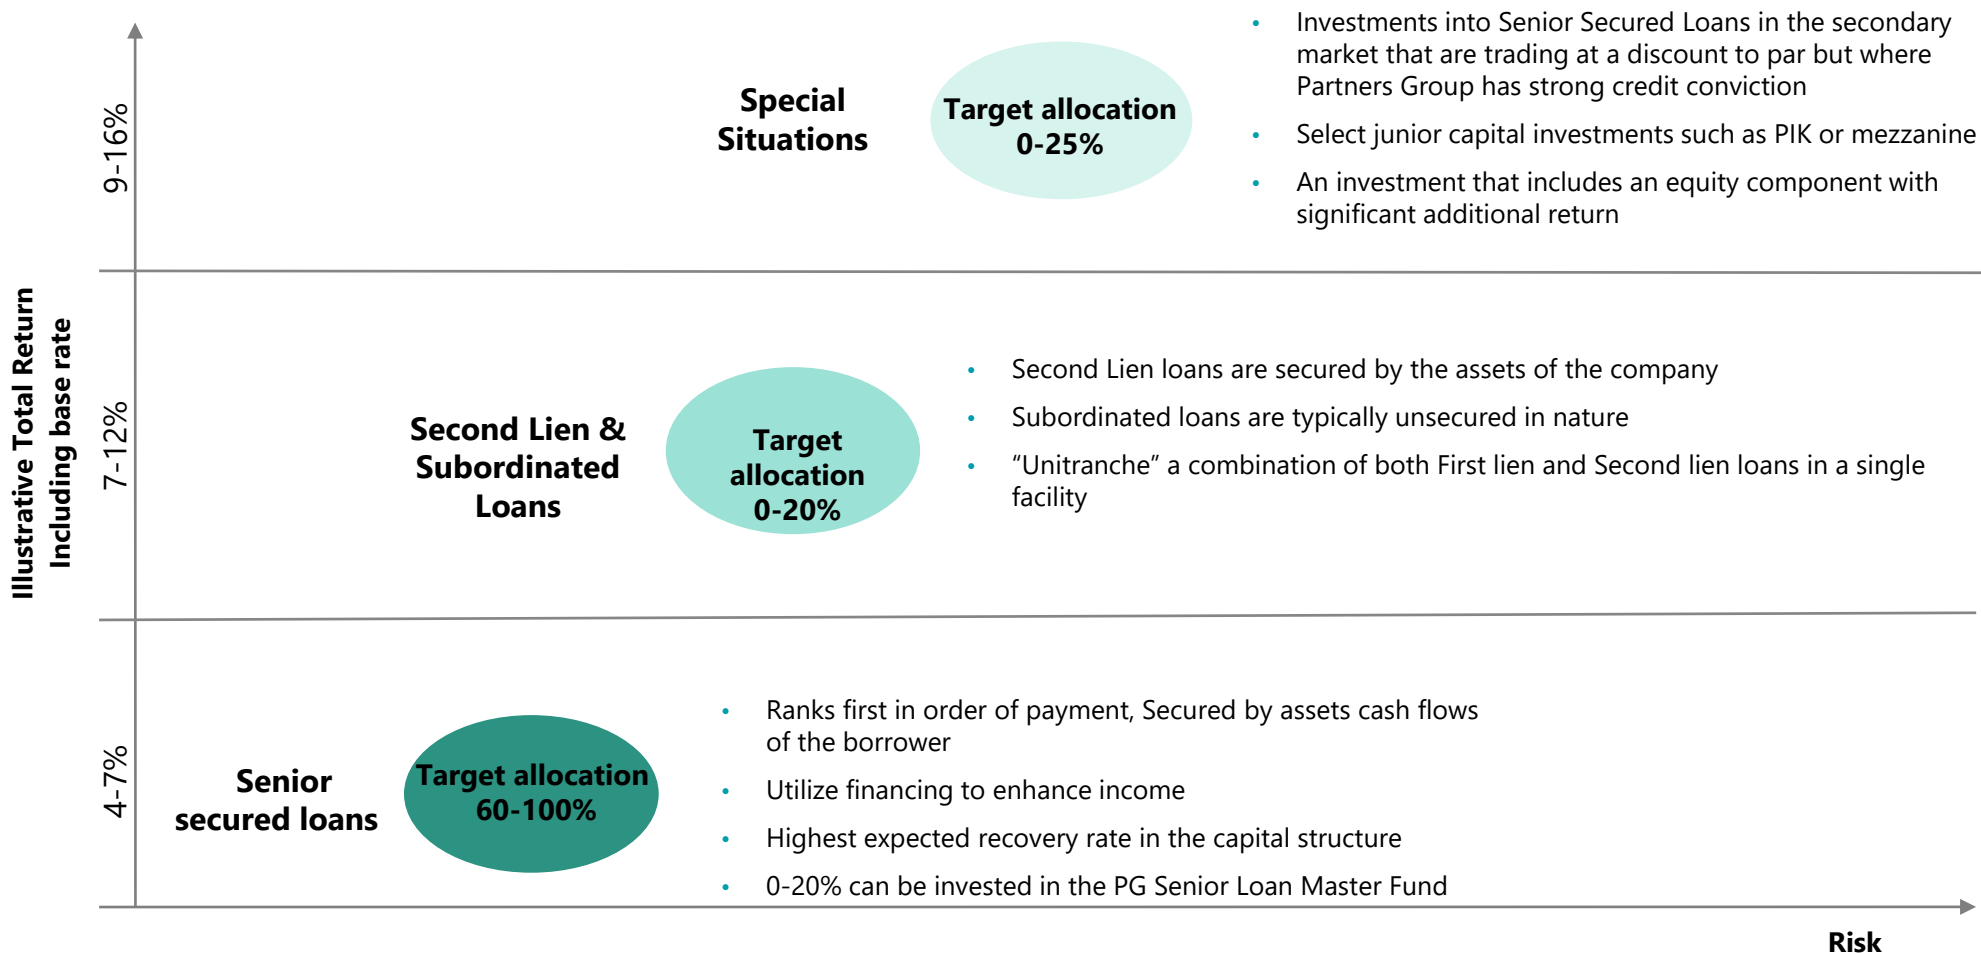 Illustrative Total Return
Including base rate
9-16%
Special
Situations
Target allocation
0-25%
• Investments into Senior Secured Loans in the secondary
market that are trading at a discount to par but where
Partners Group has strong credit conviction
• Select junior capital investments such as PIK or mezzanine
• An investment that includes an equity component with
significant additional return
7-12%
Second Lien &
Subordinated
Loans
Target
allocation
0-20%
• Second Lien loans are secured by the assets of the company
• Subordinated loans are typically unsecured in nature
• “Unitranche” a combination of both First lien and Second lien loans in a single
facility
4-7%
Senior
secured loans
Target allocation
60-100%
• Ranks first in order of payment, Secured by assets cash flows
of the borrower
• Utilize financing to enhance income
• Highest expected recovery rate in the capital structure
• 0-20% can be invested in the PG Senior Loan Master Fund
Risk